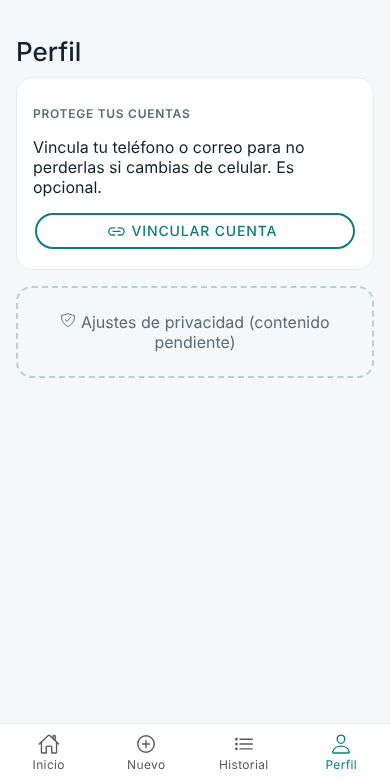 Perfil
PROTEGE TUS CUENTAS
Vincula tu teléfono o correo para no
perderlas si cambias de celular. Es
opcional.
VINCULAR CUENTA
Ajustes de privacidad (contenido
pendiente)
Inicio
Nuevo
Historial
Perfil